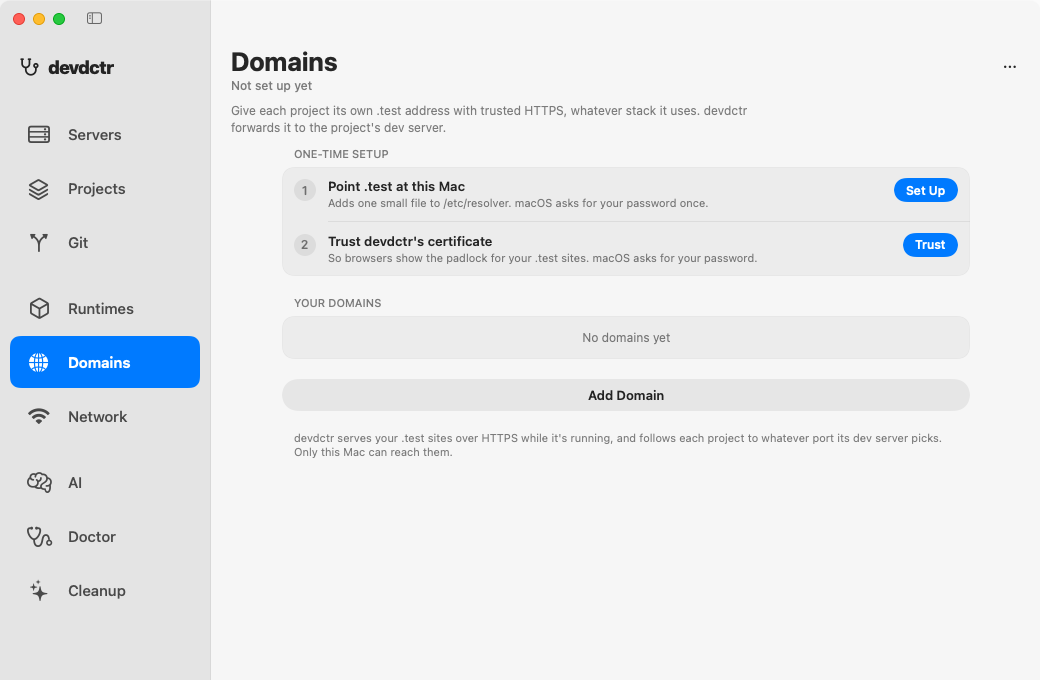 devdctr
Servers
Projects
Git
Runtimes
Domains
Network
AI
Doctor
Cleanup
Domains
Not set up yet
Give each project its own .test address with trusted HTTPS, whatever stack it uses. devdctr
forwards it to the project's dev server.
ONE-TIME SETUP
1
Point .test at this Mac
Adds one small file to /etc/resolver. macOS asks for your password once.
Set Up
2
Trust devdctr's certificate
So browsers show the padlock for your .test sites. macOS asks for your password.
Trust
YOUR DOMAINS
No domains yet
Add Domain
devdctr serves your .test sites over HTTPS while it's running, and follows each project to whatever port its dev server picks.
Only this Mac can reach them.